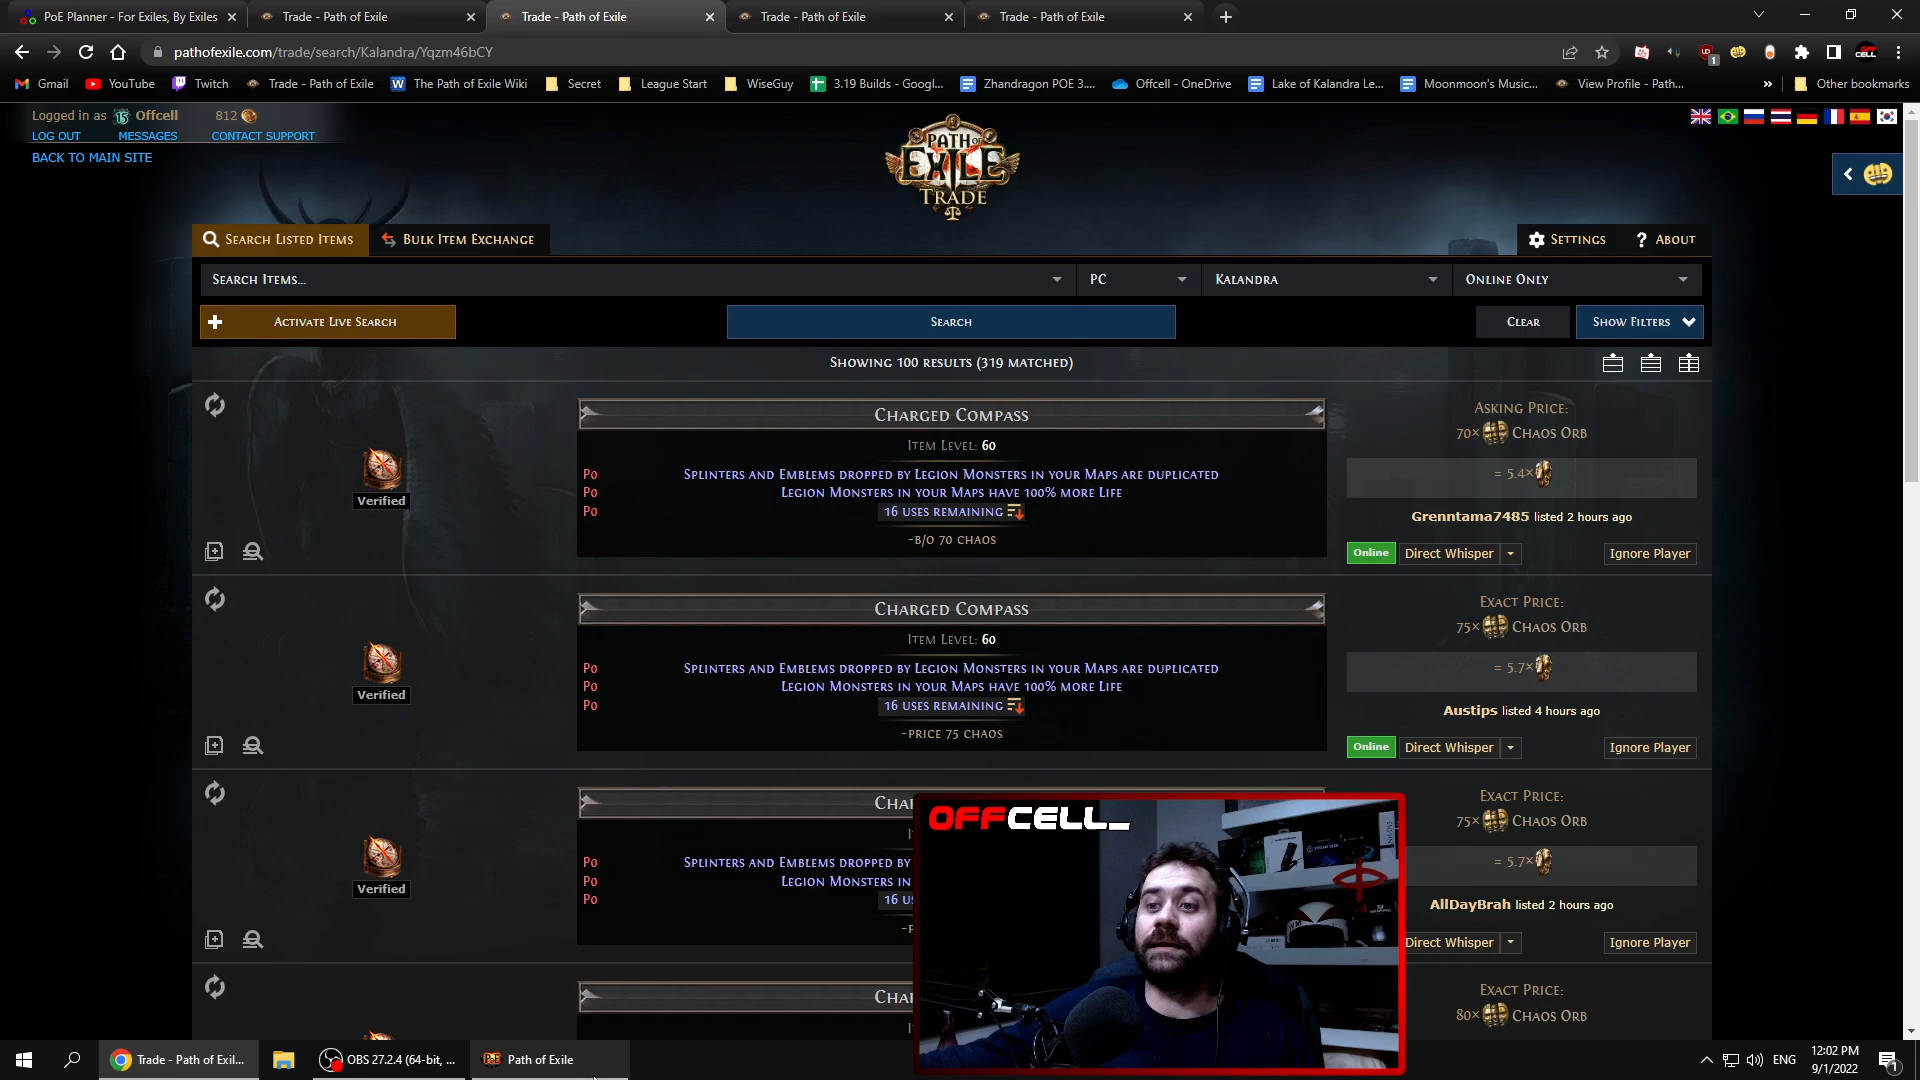 PoE Planner - For Exiles, By Exiles
Trade - Path of Exile
Trade - Path of Exile
Trade - Path of Exile
Trade - Path of Exile
pathofexile.com/trade/search/Kalandra/Yqzm46bCY
1
Gmail
YouTube
Twitch
Trade - Path of Exile
The Path of Exile Wiki
Secret
League Start
WiseGuy
3.19 Builds - Googl...
Zhandragon POE 3....
Offcell - OneDrive
Lake of Kalandra Le...
Moonmoon's Music...
View Profile - Path...
»
Other bookmarks
Logged in as 15 Offcell 812
LOG OUT MESSAGES CONTACT SUPPORT
BACK TO MAIN SITE
PATH OF
EXILE
TRADE
Search Listed Items
Bulk Item Exchange
Settings
? About
Search Items...
PC
Kalandra
Online Only
Activate Live Search
Search
Clear
Show Filters
Showing 100 results (319 matched)
Charged Compass
Item Level: 60
Po Splinters and Emblems dropped by Legion Monsters in your Maps are duplicated
Po Legion Monsters in your Maps have 100% more Life
Po 16 uses remaining
~b/o 70 chaos
Verified
Asking Price:
70× Chaos Orb
= 5.4×
Grenntama7485 listed 2 hours ago
Online Direct Whisper Ignore Player
Charged Compass
Item Level: 60
Po Splinters and Emblems dropped by Legion Monsters in your Maps are duplicated
Po Legion Monsters in your Maps have 100% more Life
Po 16 uses remaining
~price 75 chaos
Verified
Exact Price:
75× Chaos Orb
= 5.7×
Austips listed 4 hours ago
Online Direct Whisper Ignore Player
Cha
Po Splinters and Emblems dropped by
Po Legion Monsters in
Po 16 us
Verified
Exact Price:
75× Chaos Orb
= 5.7×
AllDayBrah listed 2 hours ago
Direct Whisper Ignore Player
Cha
Exact Price:
80× Chaos Orb
OFFCELL_
Trade - Path of Exil...
OBS 27.2.4 (64-bit, ...
Path of Exile
ENG
12:02 PM
9/1/2022
1